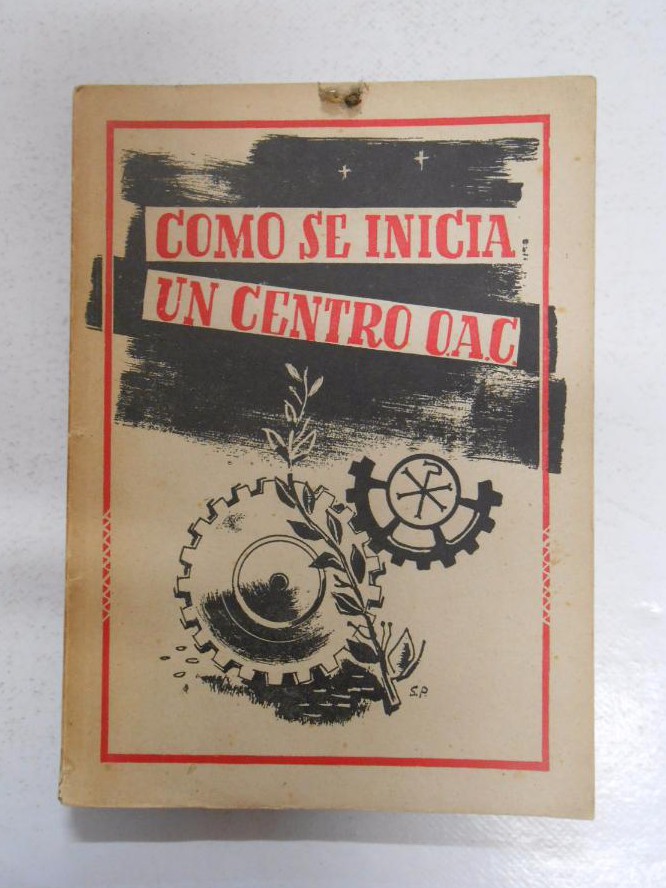 COMO SE INICIA
UN CENTRO O.A.C.
S.P.